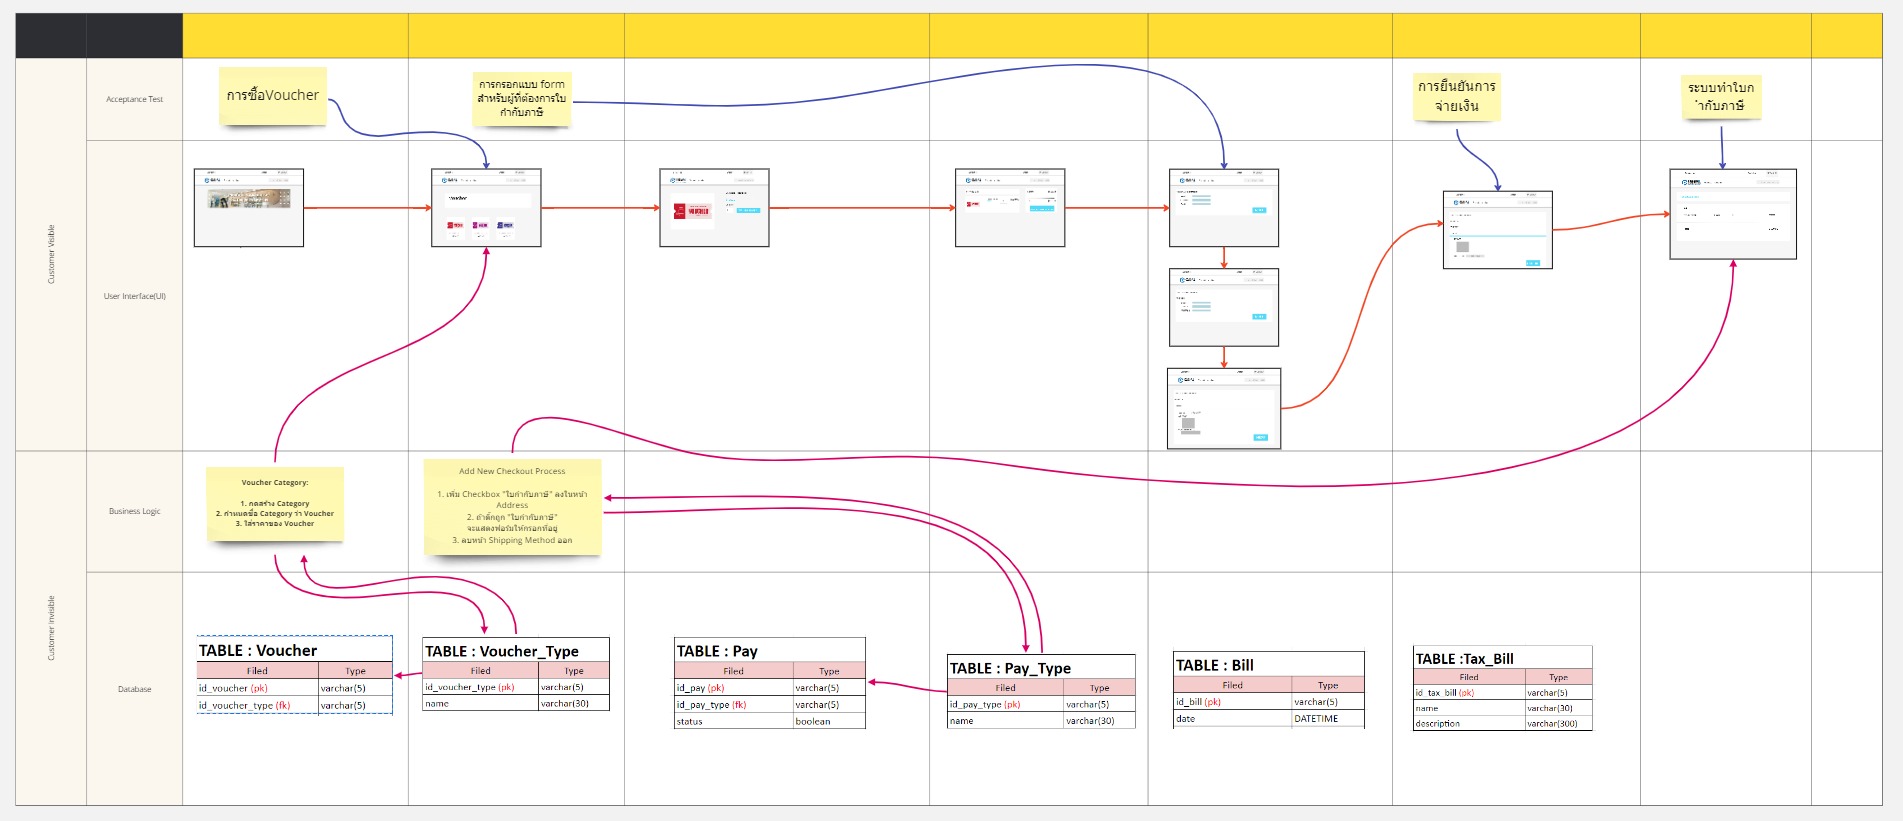 Acceptance Test
การซื้อVoucher
การกรอกแบบ form
สำหรับผู้ที่ต้องการใบ
กำกับภาษี
การยืนยันการ
จ่ายเงิน
ระบบทำใบก
ำกับภาษี
Customer Visible
User Interface(UI)
Voucher
Business Logic
Voucher Category:
1. กดสร้าง Category
2. กำหนดชื่อ Category ว่า Voucher
3. ใส่ราคาของ Voucher
Add New Checkout Process
1. เพิ่ม Checkbox "ใบกำกับภาษี" ลงในหน้า
Address
2. ถ้าติ๊กถูก "ใบกำกับภาษี"
จะแสดงฟอร์มให้กรอกที่อยู่
3. ลบหน้า Shipping Method ออก
Customer Invisible
Database
TABLE : Voucher
Filed Type
id_voucher (pk) varchar(5)
id_voucher_type (fk) varchar(5)
TABLE : Voucher_Type
Filed Type
id_voucher_type (pk) varchar(5)
name varchar(30)
TABLE : Pay
Filed Type
id_pay (pk) varchar(5)
id_pay_type (fk) varchar(5)
status boolean
TABLE : Pay_Type
Filed Type
id_pay_type (pk) varchar(5)
name varchar(30)
TABLE : Bill
Filed Type
id_bill (pk) varchar(5)
date DATETIME
TABLE :Tax_Bill
Filed Type
id_tax_bill (pk) varchar(5)
name varchar(30)
description varchar(300)